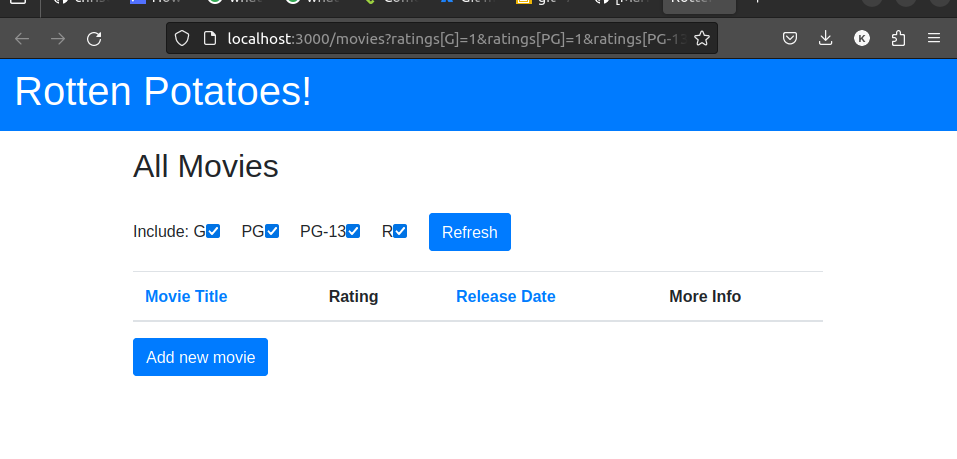 localhost:3000/movies?ratings[G]=1&ratings[PG]=1&ratings[PG-13
K
Rotten Potatoes!
All Movies
Include: G PG PG-13 R Refresh
Movie Title Rating Release Date More Info
Add new movie